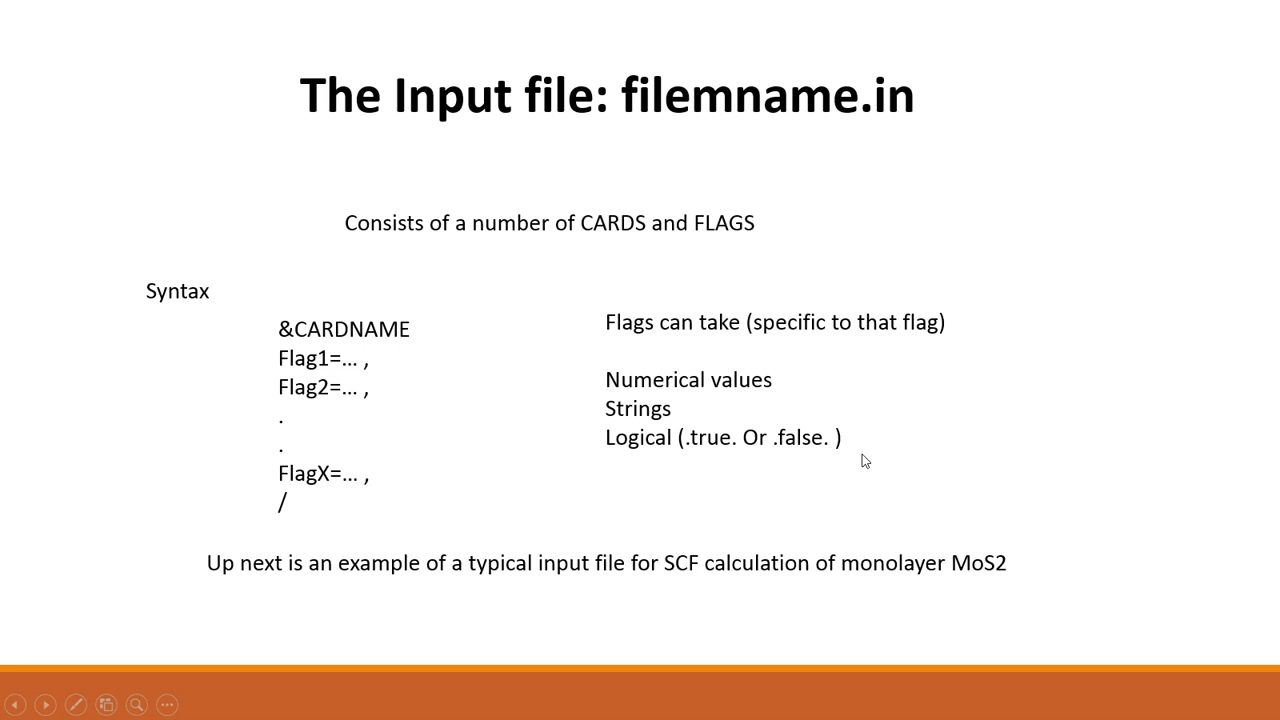 The Input file: filemname.in
Consists of a number of CARDS and FLAGS
Syntax
&CARDNAME
Flag1=... ,
Flag2=... ,
.
.
FlagX=... ,
/
Flags can take (specific to that flag)
Numerical values
Strings
Logical (.true. Or .false. )
Up next is an example of a typical input file for SCF calculation of monolayer MoS2